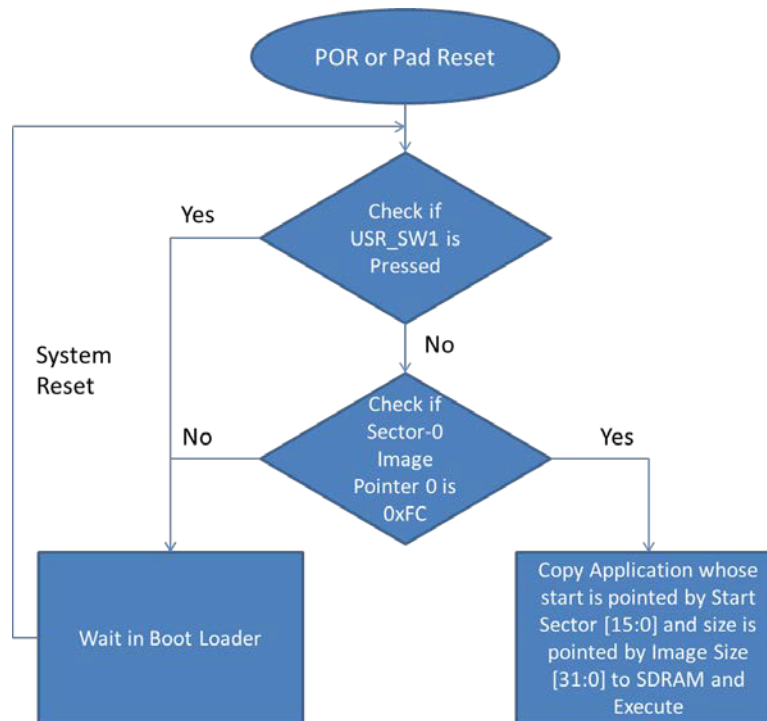 POR or Pad Reset
Yes
Check if
USR_SW1 is
Pressed
System
Reset
No
No
Check if
Sector-0
Image
Pointer 0 is
0xFC
Yes
Wait in Boot Loader
Copy Application whose
start is pointed by Start
Sector [15:0] and size is
pointed by Image Size
[31:0] to SDRAM and
Execute